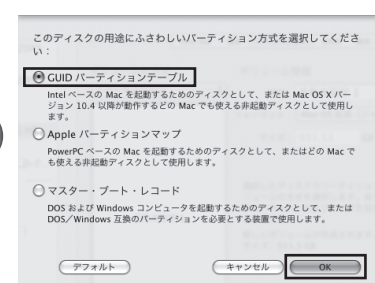 このディスクの用途にふさわしいパーティション方式を選択してくださ
い：
GUID パーティションテーブル
Intel ベースの Mac を起動するためのディスクとして、または Mac OS X バー
ジョン 10.4 以降が動作するどの Mac でも使える非起動ディスクとして使用し
ます。
Apple パーティションマップ
PowerPC ベースの Mac を起動するためのディスクとして、またはどの Mac で
も使える非起動ディスクとして使用します。
マスター・ブート・レコード
DOS および Windows コンピュータを起動するためのディスクとして、または
DOS／Windows 互換のパーティションを必要とする装置で使用します。
デフォルト キャンセル OK